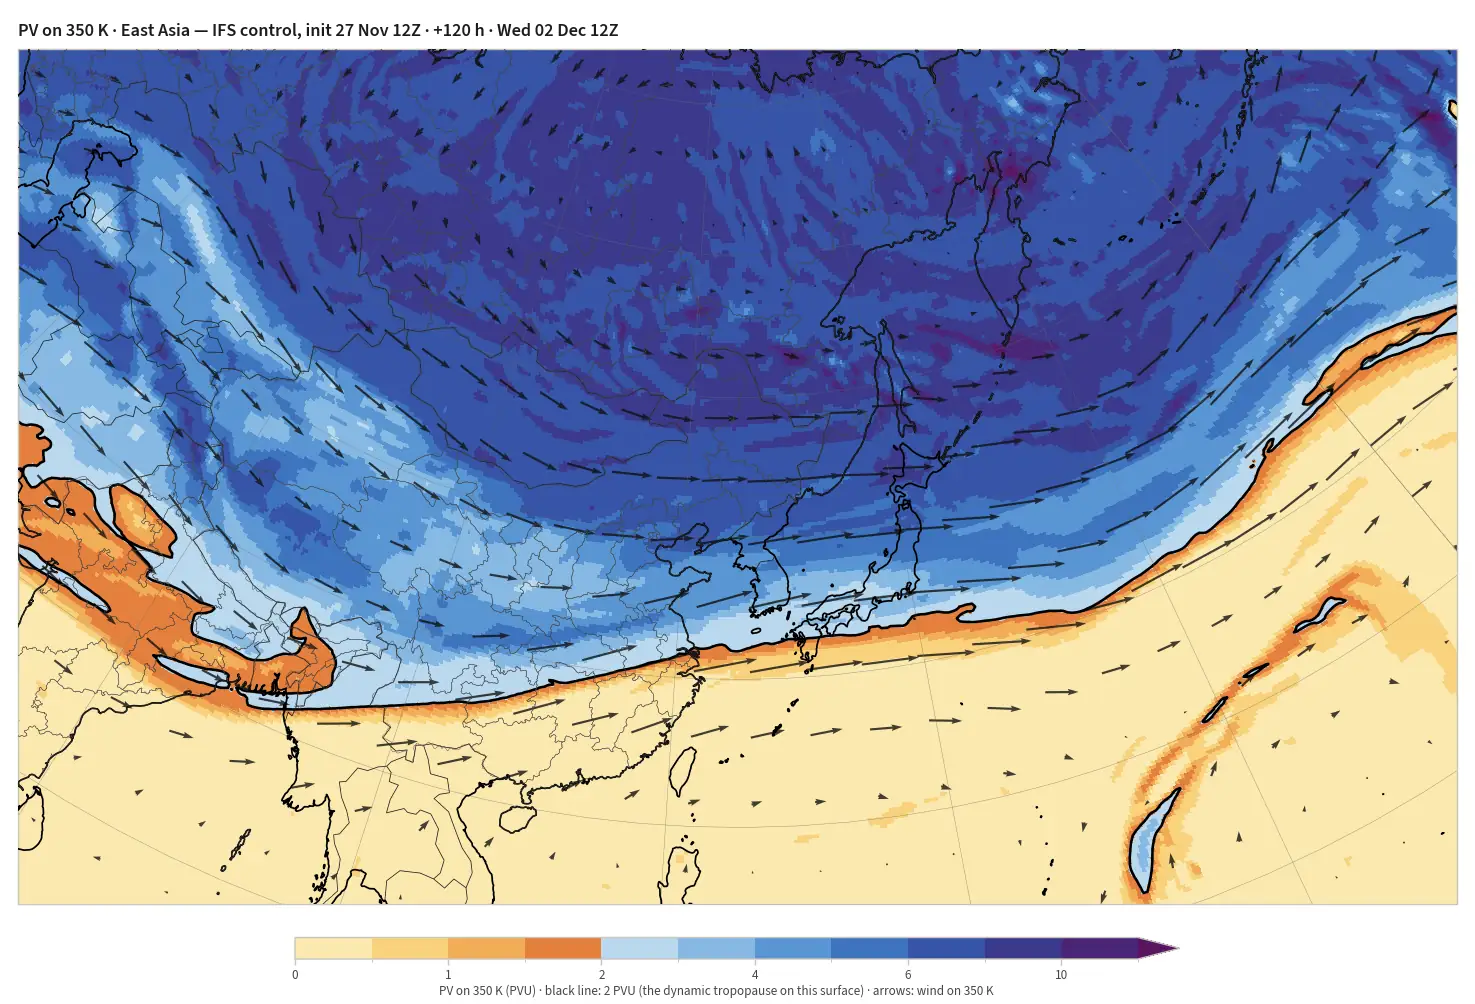 PV on 350 K · East Asia — IFS control, init 27 Nov 12Z · +120 h · Wed 02 Dec 12Z
0 1 2 4 6 10
PV on 350 K (PVU) · black line: 2 PVU (the dynamic tropopause on this surface) · arrows: wind on 350 K